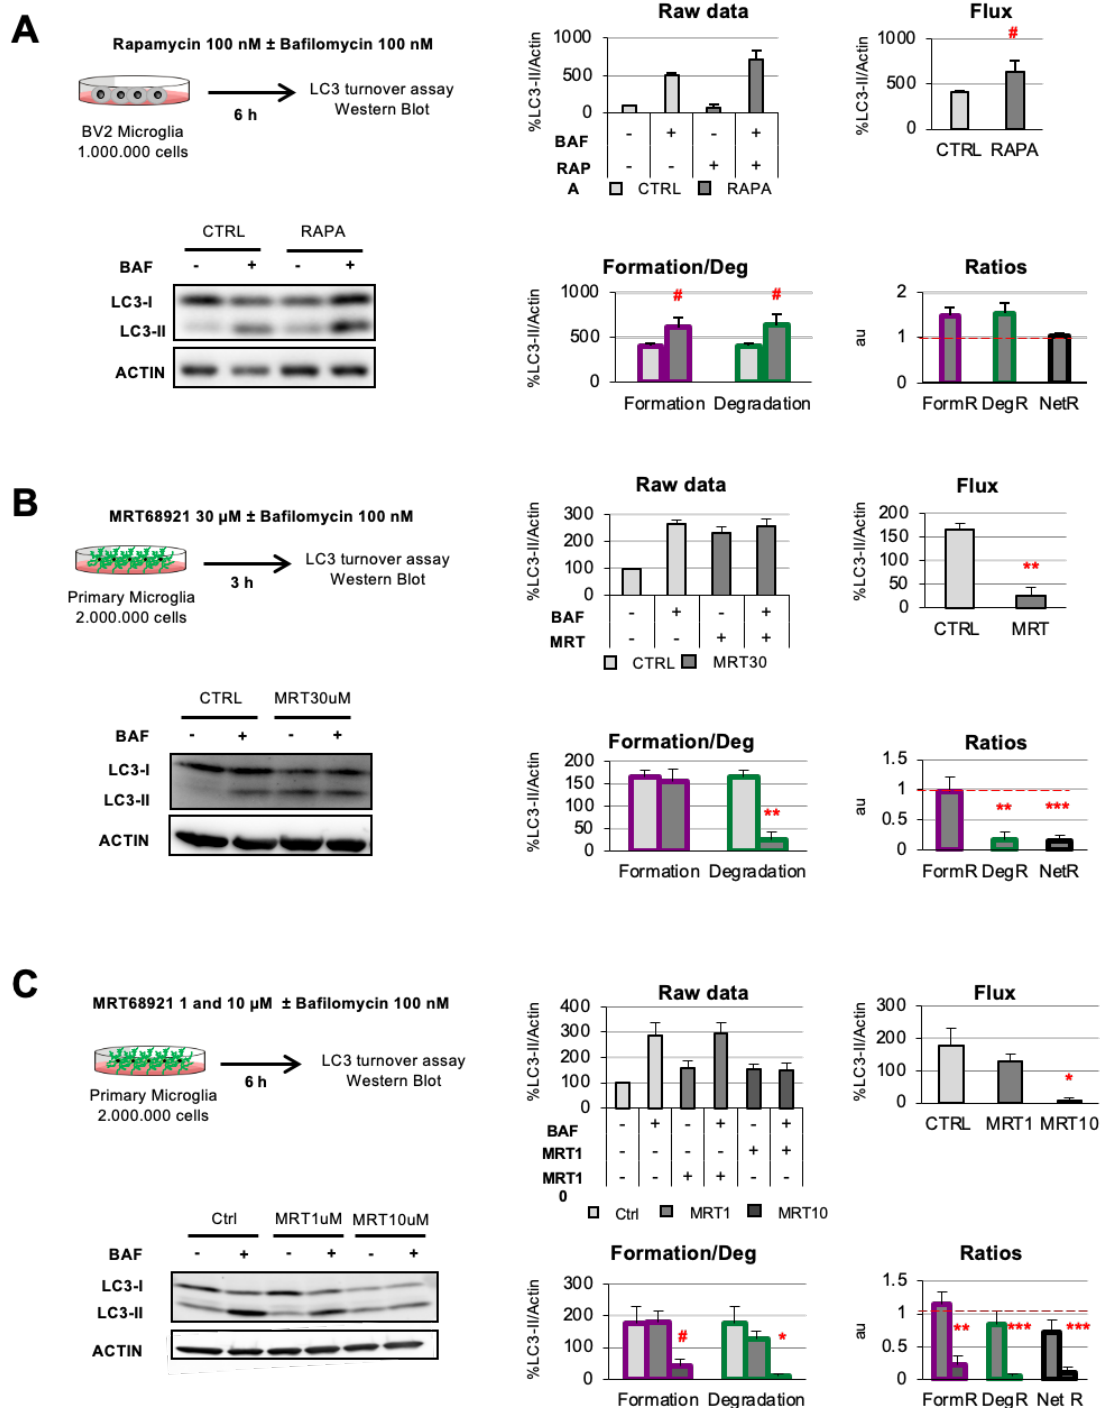 A
Rapamycin 100 nM ± Bafilomycin 100 nM
6 h
LC3 turnover assay
Western Blot
BV2 Microglia
1.000.000 cells
CTRL RAPA
BAF - + - +
LC3-I
LC3-II
ACTIN
Raw data
%LC3-II/Actin
1000
500
0
BAF - + - +
RAP - - + +
A CTRL RAPA
Flux
%LC3-II/Actin
1000
500
0
#
CTRL RAPA
Formation/Deg
%LC3-II/Actin
1000
500
0
# #
Formation Degradation
Ratios
au
2
1
0
FormR DegR NetR
B
MRT68921 30 µM ± Bafilomycin 100 nM
3 h
LC3 turnover assay
Western Blot
Primary Microglia
2.000.000 cells
CTRL MRT30uM
BAF - + - +
LC3-I
LC3-II
ACTIN
Raw data
%LC3-II/Actin
300
200
100
0
BAF - + - +
MRT - - + +
CTRL MRT30
Flux
%LC3-II/Actin
200
150
100
50
0
**
CTRL MRT
Formation/Deg
%LC3-II/Actin
200
150
100
50
0
**
Formation Degradation
Ratios
au
1.5
1
0.5
0
** ***
FormR DegR NetR
C
MRT68921 1 and 10 µM ± Bafilomycin 100 nM
6 h
LC3 turnover assay
Western Blot
Primary Microglia
2.000.000 cells
Ctrl MRT1uM MRT10uM
BAF - + - + - +
LC3-I
LC3-II
ACTIN
Raw data
%LC3-II/Actin
400
300
200
100
0
BAF - + - + - +
MRT1 - - - - + +
MRT1 - - + + - -
0
Ctrl MRT1 MRT10
Flux
%LC3-II/Actin
300
200
100
0
*
CTRL MRT1 MRT10
Formation/Deg
%LC3-II/Actin
300
200
100
0
# *
Formation Degradation
Ratios
au
1.5
1
0.5
0
** *** ***
FormR DegR Net R